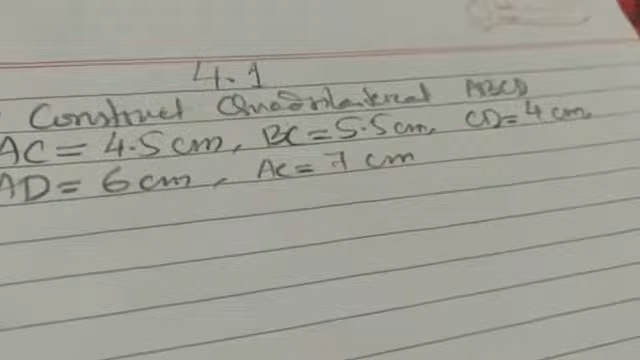 4.1
Construct Quadrilateral ABCD
AC = 4.5 cm, BC = 5.5 cm, CD = 4 cm,
AD = 6 cm, AC = 7 cm